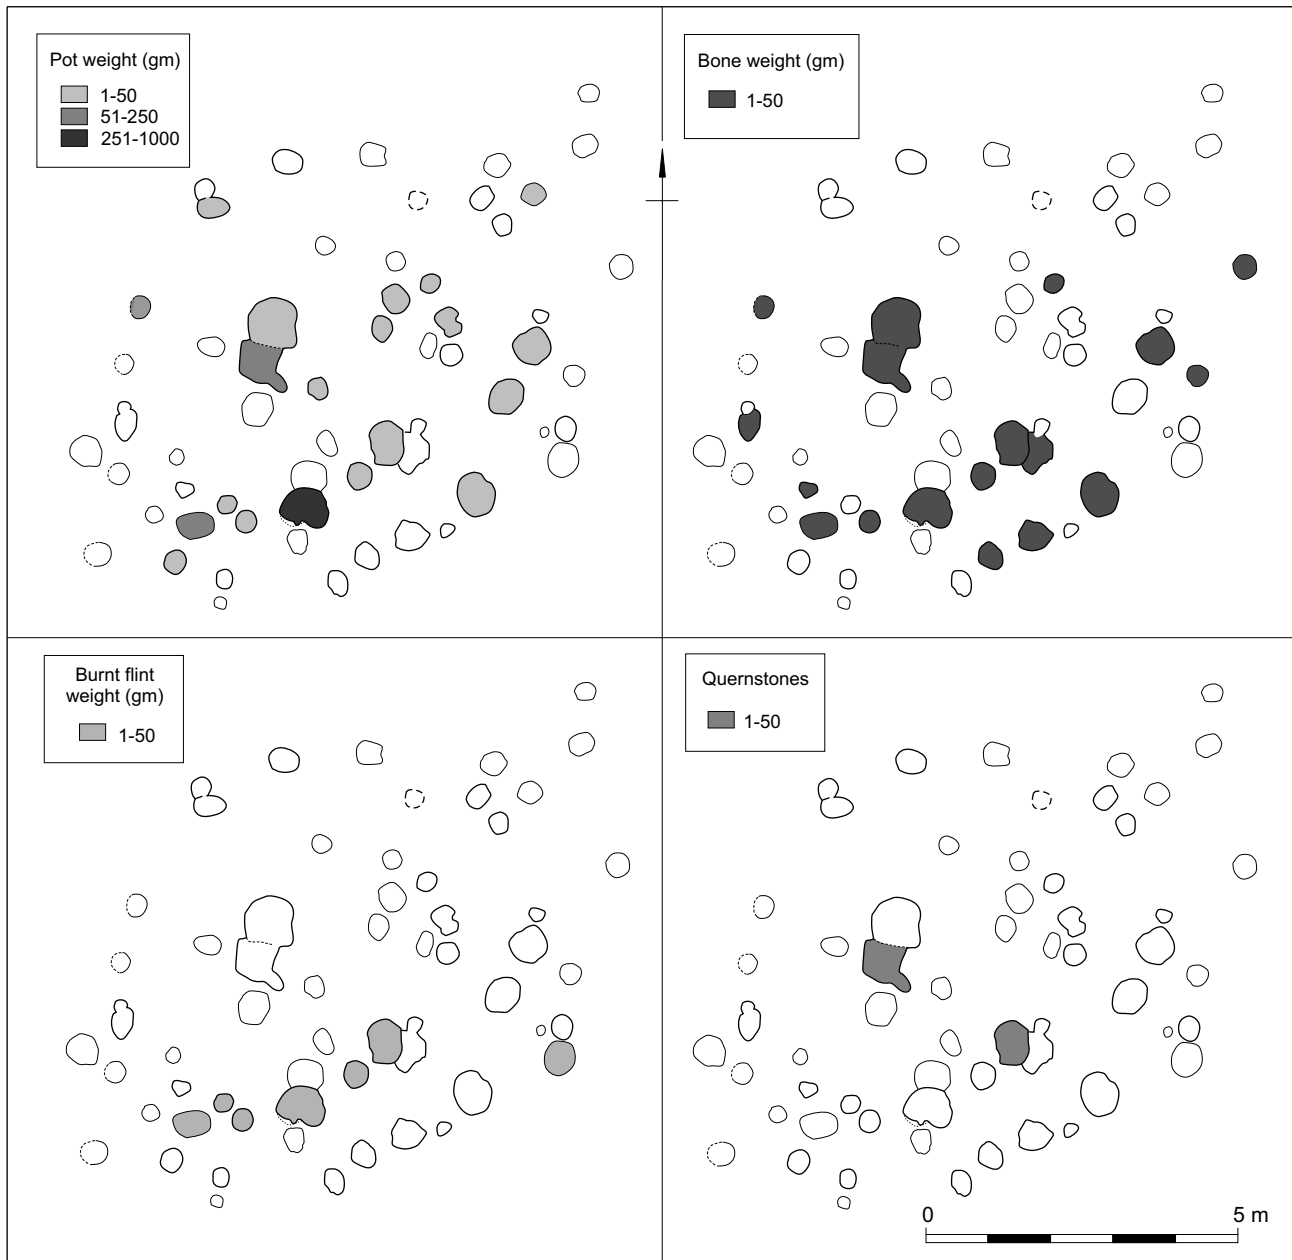 Pot weight (gm)
1-50
51-250
251-1000
Bone weight (gm)
1-50
Burnt flint
weight (gm)
1-50
Quernstones
1-50
0 5 m